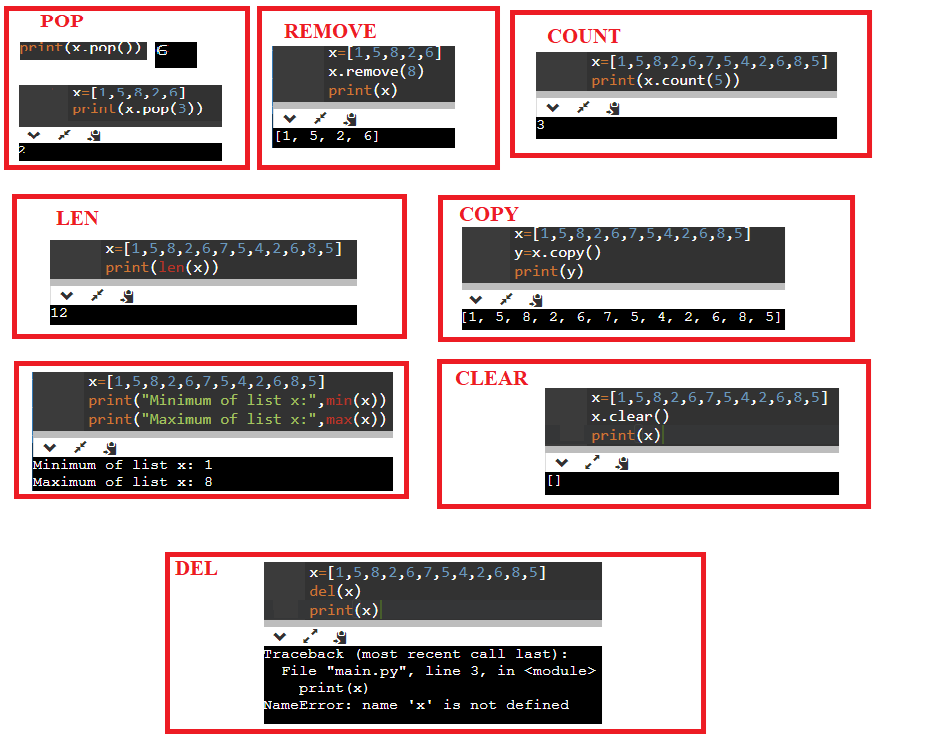 POP
print(x.pop())
6
x=[1,5,8,2,6]
print(x.pop(3))
2
REMOVE
x=[1,5,8,2,6]
x.remove(8)
print(x)
[1, 5, 2, 6]
COUNT
x=[1,5,8,2,6,7,5,4,2,6,8,5]
print(x.count(5))
3
LEN
x=[1,5,8,2,6,7,5,4,2,6,8,5]
print(len(x))
12
COPY
x=[1,5,8,2,6,7,5,4,2,6,8,5]
y=x.copy()
print(y)
[1, 5, 8, 2, 6, 7, 5, 4, 2, 6, 8, 5]
x=[1,5,8,2,6,7,5,4,2,6,8,5]
print("Minimum of list x:",min(x))
print("Maximum of list x:",max(x))
Minimum of list x: 1
Maximum of list x: 8
CLEAR
x=[1,5,8,2,6,7,5,4,2,6,8,5]
x.clear()
print(x)
[]
DEL
x=[1,5,8,2,6,7,5,4,2,6,8,5]
del(x)
print(x)
Traceback (most recent call last):
File "main.py", line 3, in <module>
print(x)
NameError: name 'x' is not defined